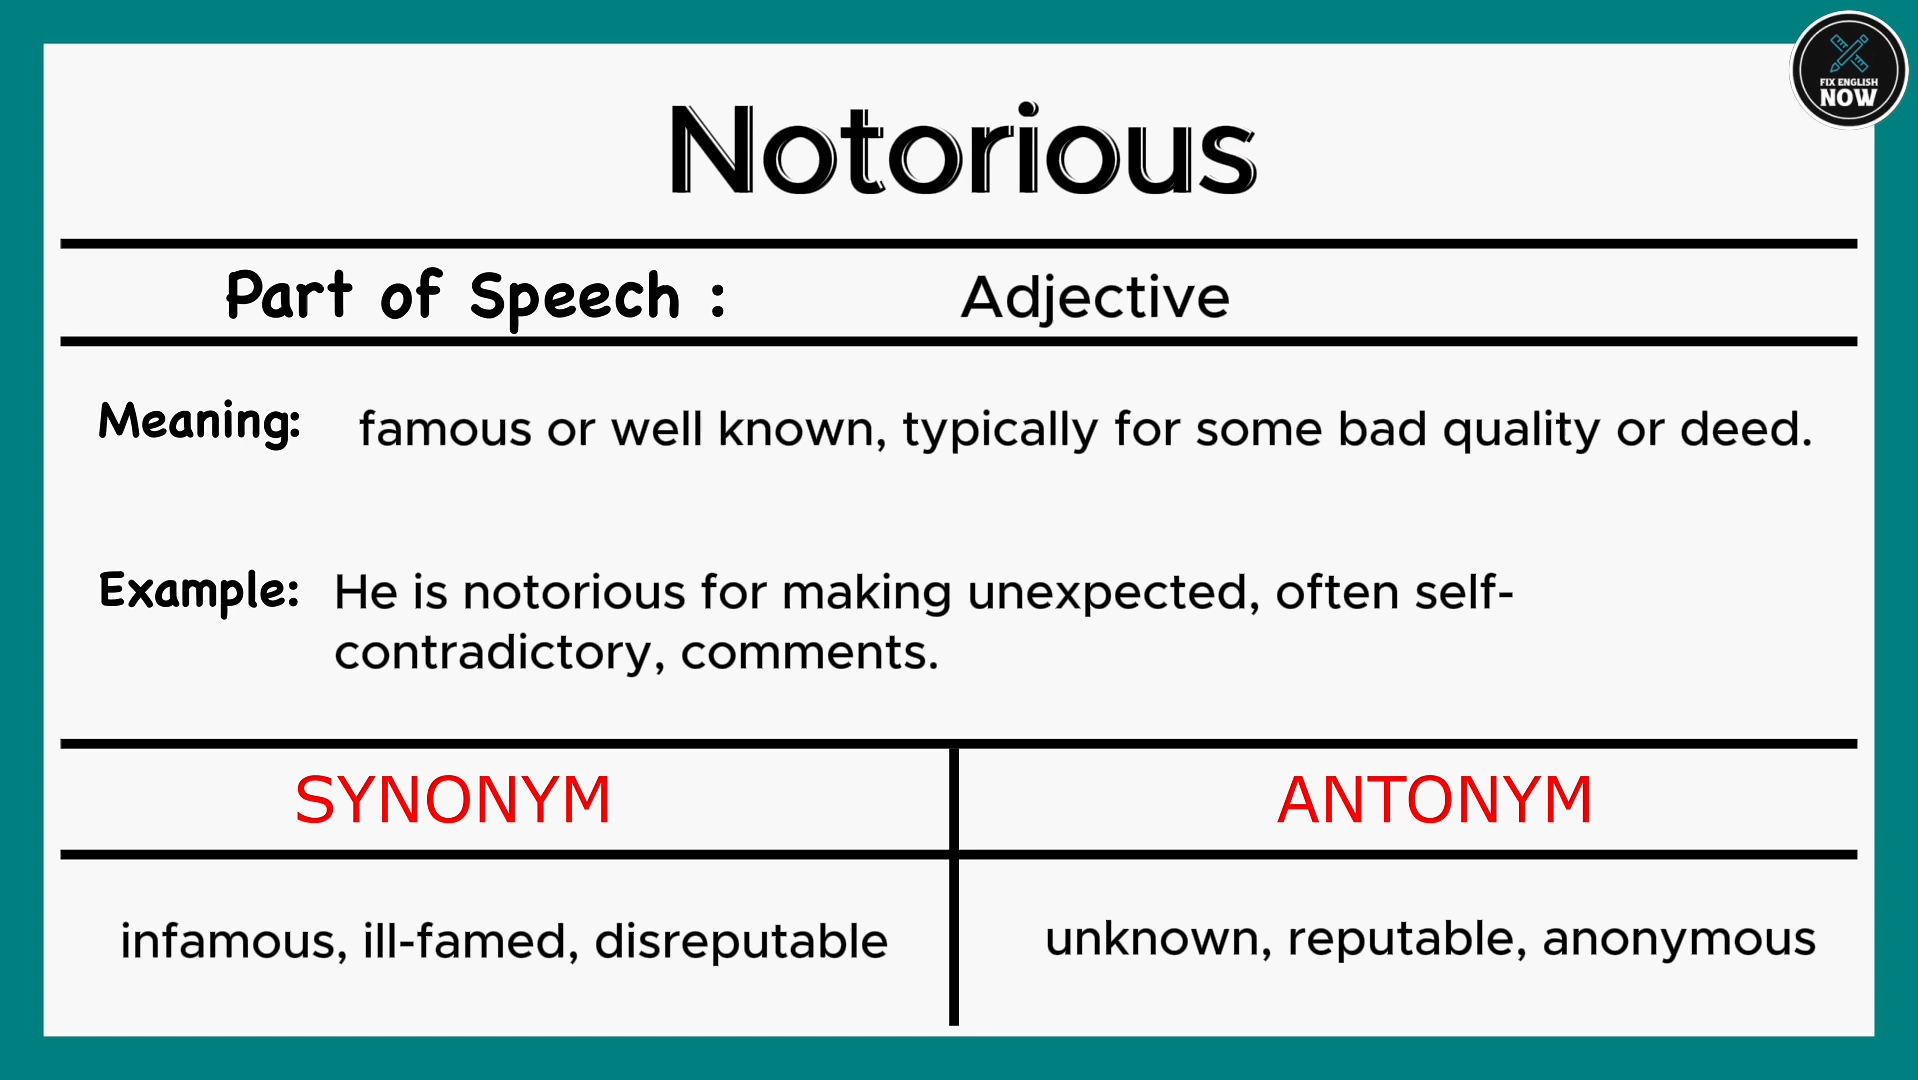 FIX ENGLISH
NOW
Notorious
Part of Speech : Adjective
Meaning: famous or well known, typically for some bad quality or deed.
Example: He is notorious for making unexpected, often self-
contradictory, comments.
SYNONYM ANTONYM
infamous, ill-famed, disreputable unknown, reputable, anonymous